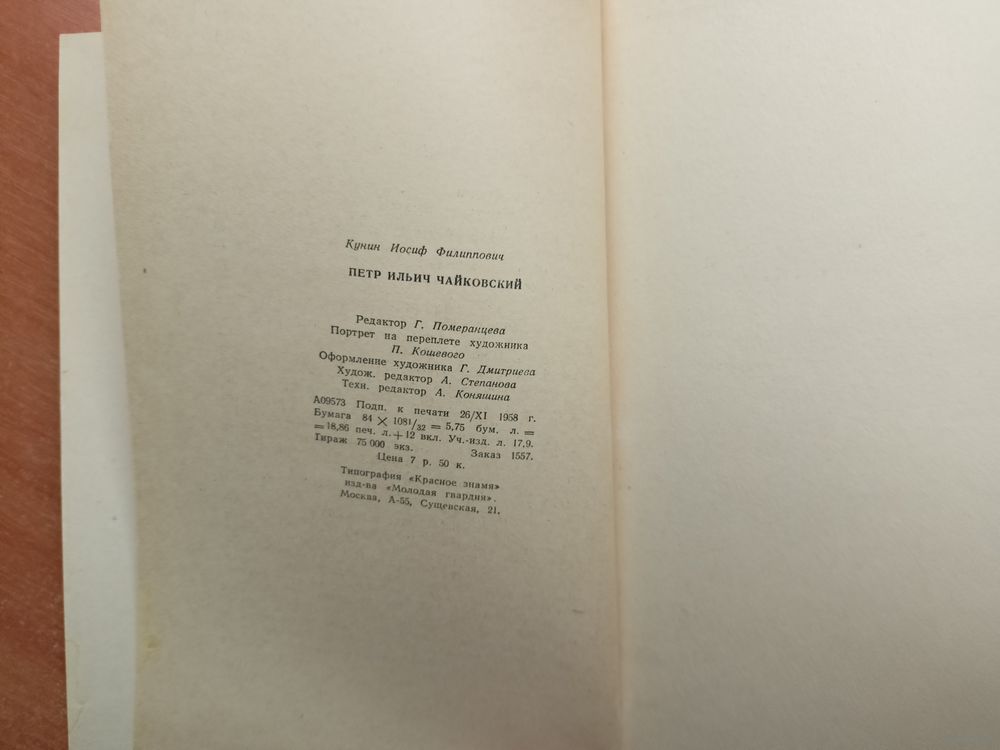 Кунин Иосиф Филиппович
ПЕТР ИЛЬИЧ ЧАЙКОВСКИЙ
Редактор Г. Померанцева
Портрет на переплете художника
П. Кошевого
Оформление художника Г. Дмитриева
Худож. редактор А. Степанова
Техн. редактор А. Коняшина
А09573 Подп. к печати 26/XI 1958 г.
Бумага 84 × 1081/32 = 5,75 бум. л. =
=18,86 печ. л.+12 вкл. Уч.-изд. л. 17,9.
Тираж 75 000 экз. Заказ 1557.
Цена 7 р. 50 к.
Типография «Красное знамя»
изд-ва «Молодая гвардия».
Москва, А-55, Сущевская, 21.